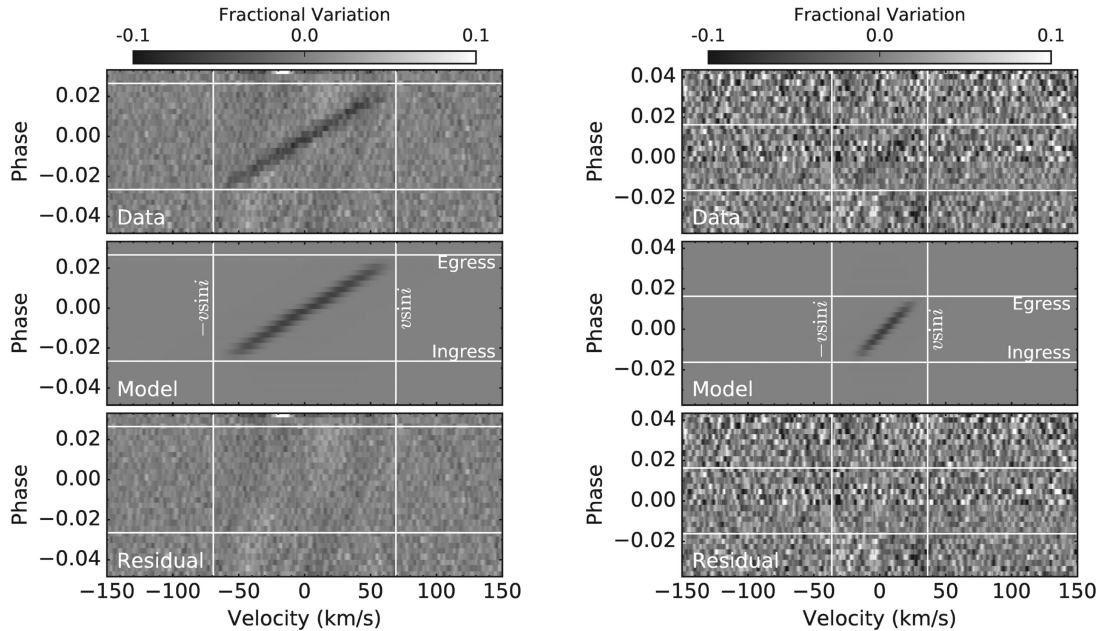 Fractional Variation
-0.1 0.0 0.1
Phase
0.02
0.00
−0.02
−0.04
Data
Phase
0.02
0.00
−0.02
−0.04
Egress
−vsini
vsini
Ingress
Model
Phase
0.02
0.00
−0.02
−0.04
Residual
−150 −100 −50 0 50 100 150
Velocity (km/s)
Fractional Variation
-0.1 0.0 0.1
Phase
0.04
0.02
0.00
−0.02
Data
Phase
0.04
0.02
0.00
−0.02
Egress
−vsini
vsini
Ingress
Model
Phase
0.04
0.02
0.00
−0.02
Residual
−150 −100 −50 0 50 100 150
Velocity (km/s)